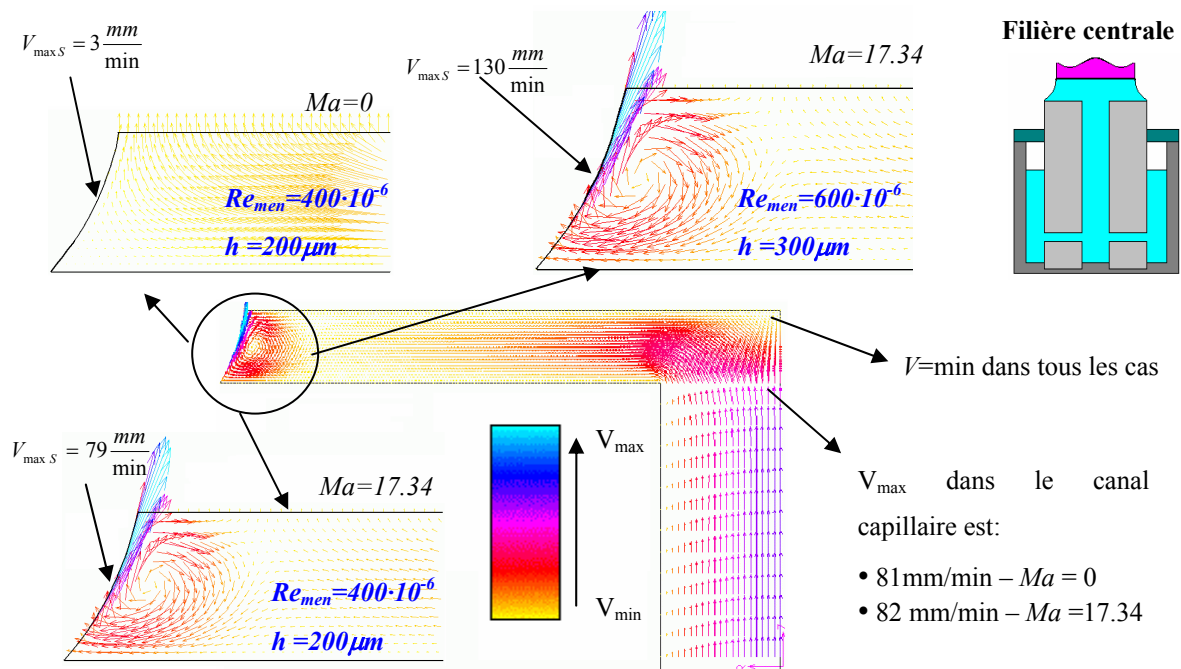 V_max S = 3 mm/min
Ma=0
Re_men=400·10^-6
h =200μm
V_max S = 130 mm/min
Ma=17.34
Re_men=600·10^-6
h =300μm
Filière centrale
V=min dans tous les cas
V_max S = 79 mm/min
Ma=17.34
Re_men=400·10^-6
h =200μm
V_max
V_min
V_max dans le canal
capillaire est:
• 81mm/min – Ma = 0
• 82 mm/min – Ma =17.34